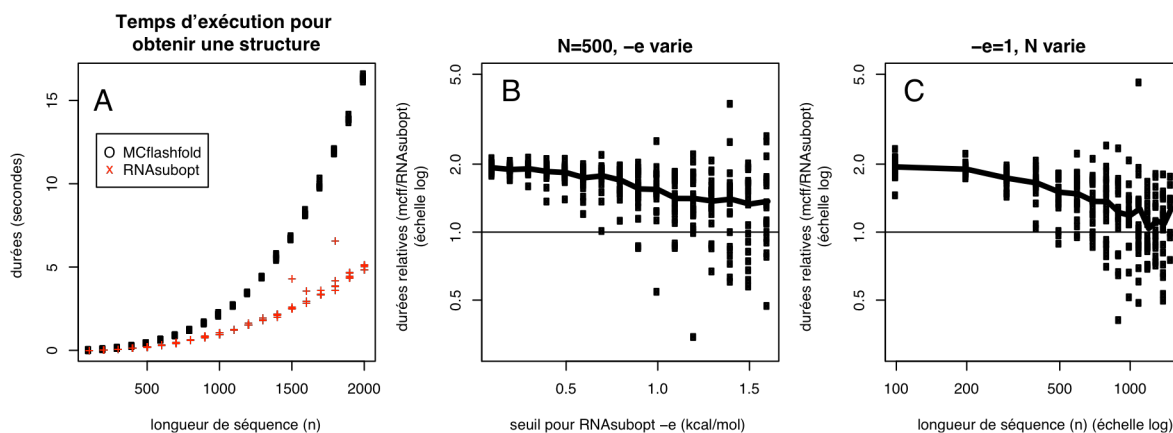 Temps d’exécution pour
obtenir une structure
A
O MCflashfold
x RNAsubopt
durées (secondes)
0
5
10
15
500
1000
1500
2000
longueur de séquence (n)
N=500, −e varie
B
durées relatives (mcff/RNAsubopt)
(échelle log)
0.5
1.0
2.0
5.0
0.5
1.0
1.5
seuil pour RNAsubopt −e (kcal/mol)
−e=1, N varie
C
durées relatives (mcff/RNAsubopt)
(échelle log)
0.5
1.0
2.0
5.0
100
200
500
1000
longueur de séquence (n) (échelle log)